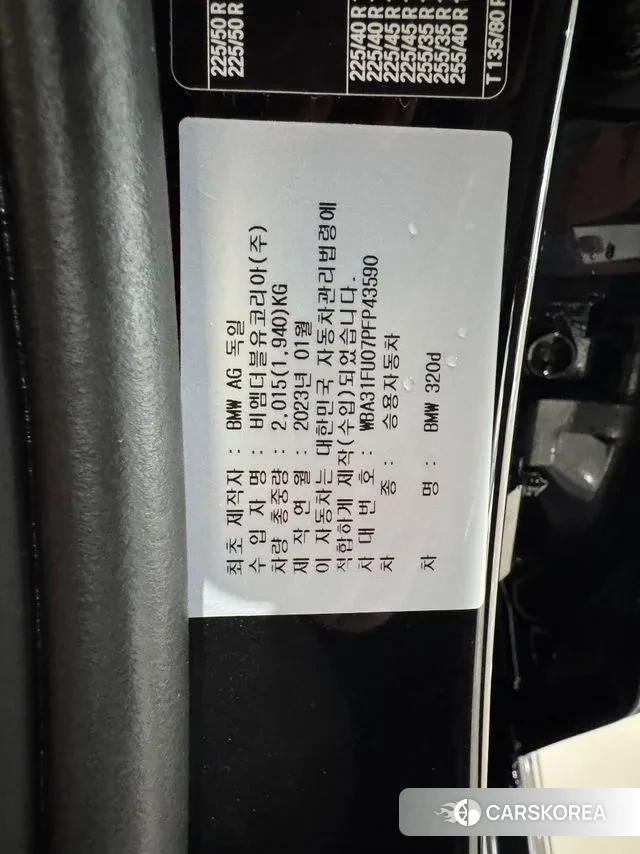 225/50 R
225/50 R
225/40 R
225/40 R
225/45 R
225/45 R
255/35 R
255/35 R
255/40 R
T 135/80 R
최초 제작자 : BMW AG 독일
수 입 자 명 : 비엠더블유코리아(주)
차량 총중량 : 2,015(1,940)KG
제 작 연 월 : 2023년 01월
이 자동차는 대한민국 자동차관리법령에
적합하게 제작(수입)되었습니다.
차 대 번 호 : WBA31FU07PFP43590
차 종 : 승용자동차
차 명 : BMW 320d
CARSKOREA